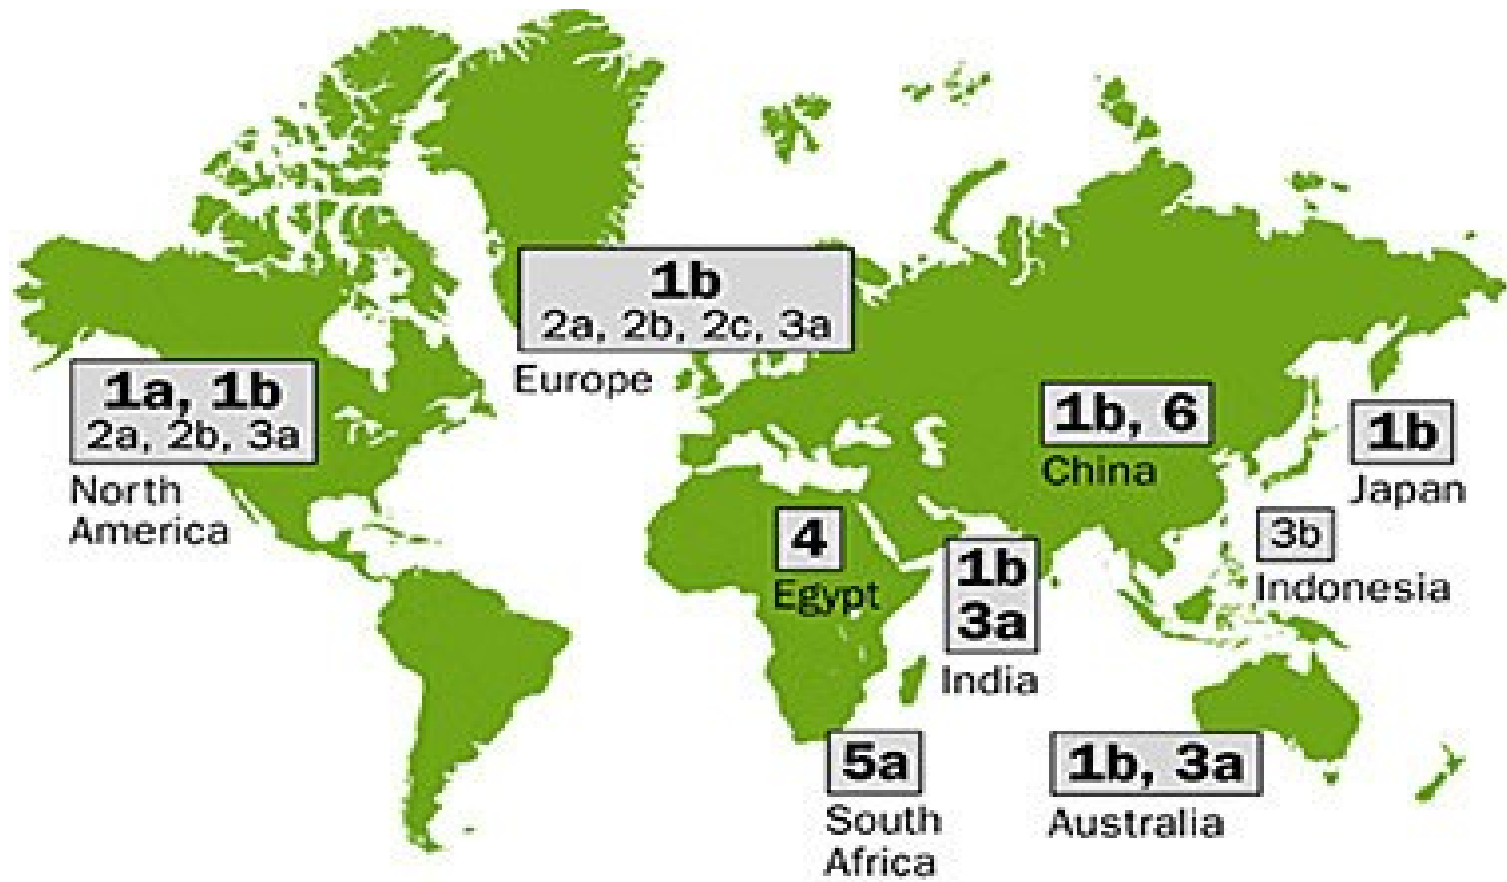 1b
2a, 2b, 2c, 3a
Europe
1a, 1b
2a, 2b, 3a
North
America
1b, 6
China
1b
Japan
4
Egypt
3b
Indonesia
1b
3a
India
5a
South
Africa
1b, 3a
Australia